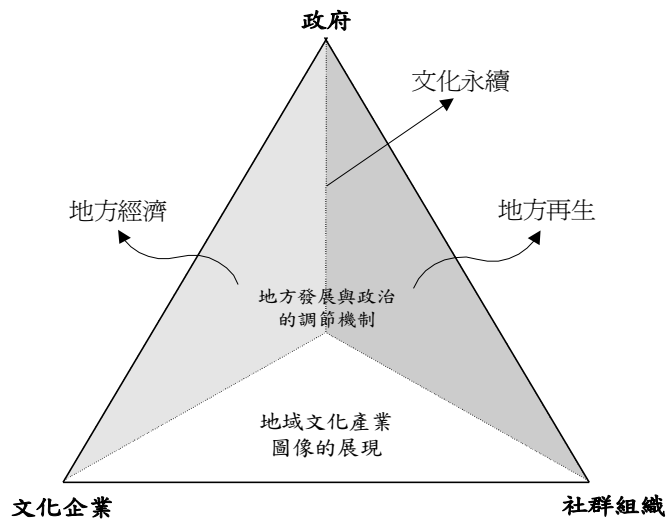 政府
文化永續
地方經濟
地方再生
地方發展與政治
的調節機制
地域文化產業
圖像的展現
文化企業
社群組織